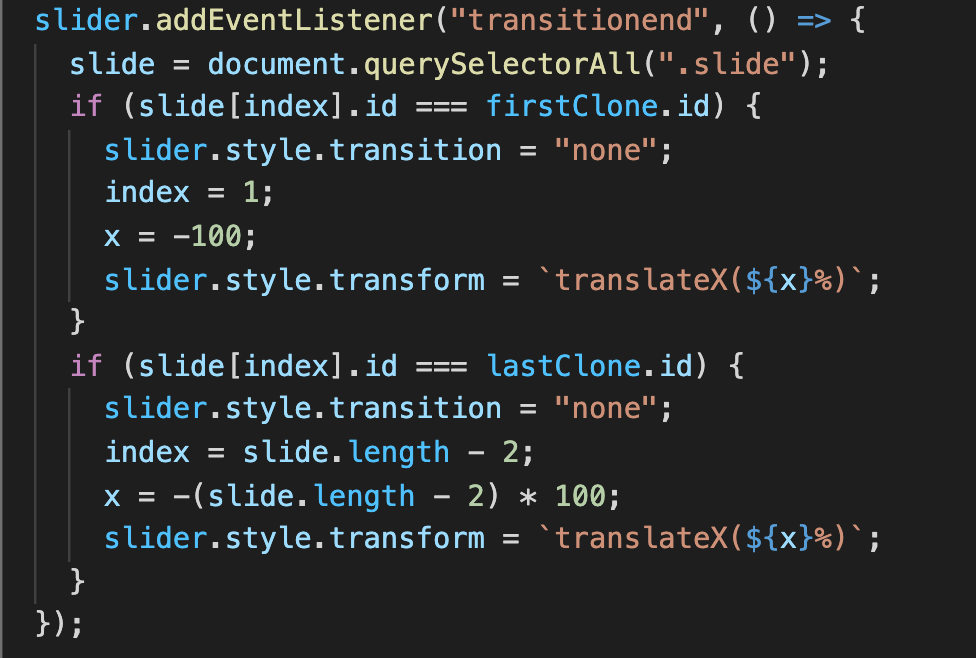 slider.addEventListener("transitionend", () => {
  slide = document.querySelectorAll(".slide");
  if (slide[index].id === firstClone.id) {
    slider.style.transition = "none";
    index = 1;
    x = -100;
    slider.style.transform = `translateX(${x}%)`;
  }
  if (slide[index].id === lastClone.id) {
    slider.style.transition = "none";
    index = slide.length - 2;
    x = -(slide.length - 2) * 100;
    slider.style.transform = `translateX(${x}%)`;
  }
});